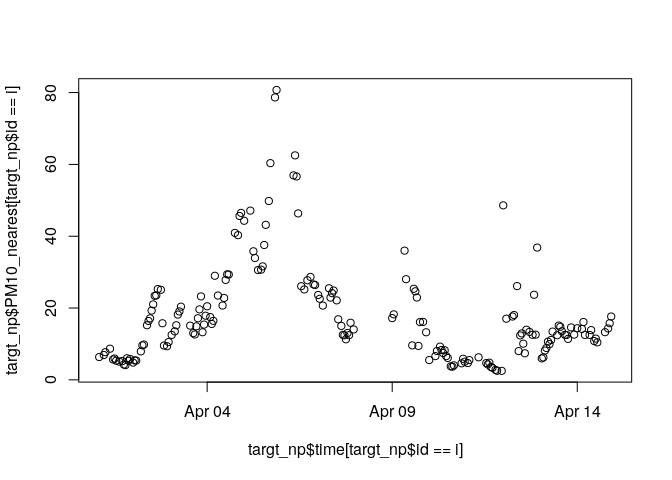 targt_np$PM10_nearest[targt_np$id == i]
80
60
40
20
0
Apr 04 Apr 09 Apr 14
targt_np$time[targt_np$id == i]